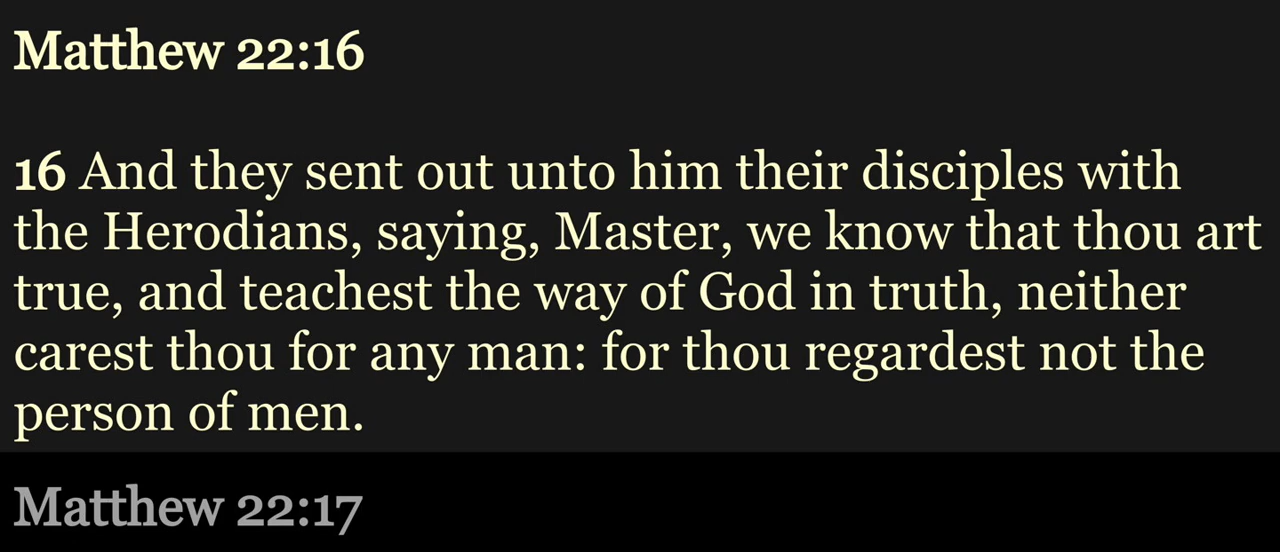 Matthew 22:16
16 And they sent out unto him their disciples with
the Herodians, saying, Master, we know that thou art
true, and teachest the way of God in truth, neither
carest thou for any man: for thou regardest not the
person of men.
Matthew 22:17